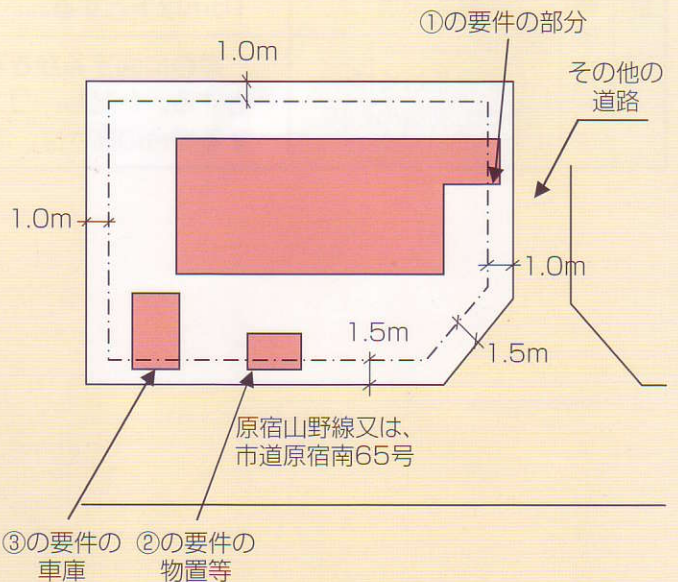 ①の要件の部分
1.0m
その他の
道路
1.0m
1.0m
1.5m
1.5m
原宿山野線又は、
市道原宿南65号
③の要件の
車庫
②の要件の
物置等